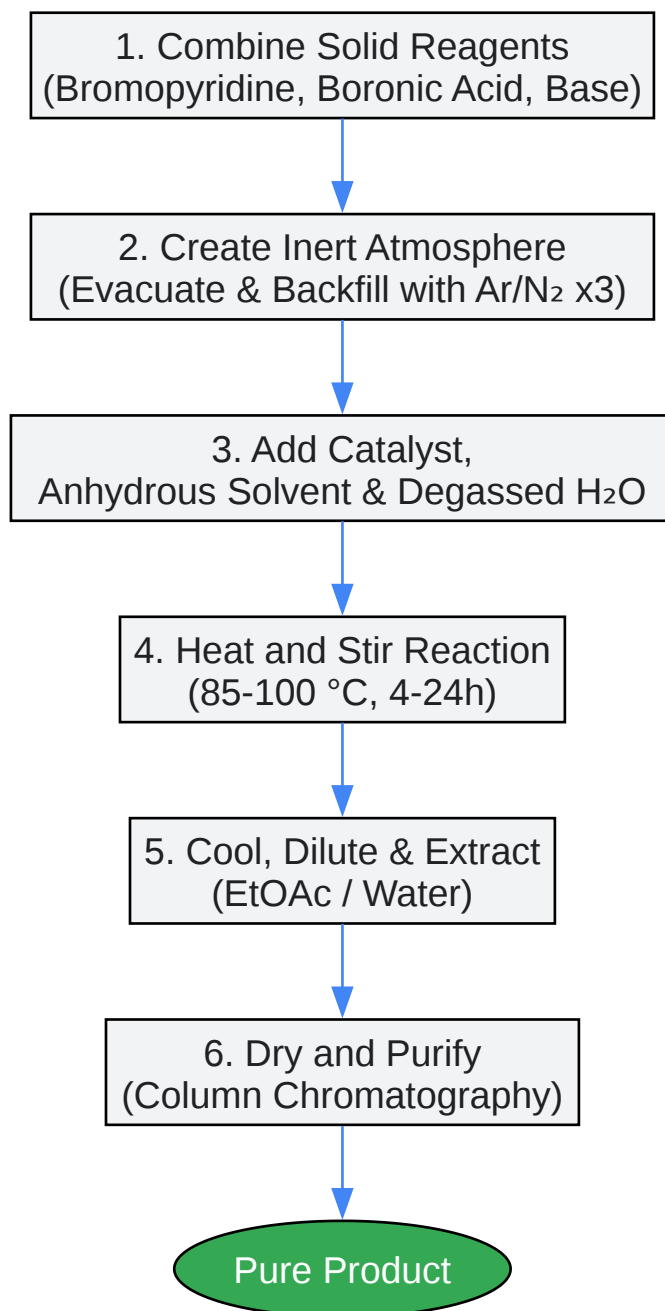 1. Combine Solid Reagents
(Bromopyridine, Boronic Acid, Base)
2. Create Inert Atmosphere
(Evacuate & Backfill with Ar/N₂ x3)
3. Add Catalyst,
Anhydrous Solvent & Degassed H₂O
4. Heat and Stir Reaction
(85-100 °C, 4-24h)
5. Cool, Dilute & Extract
(EtOAc / Water)
6. Dry and Purify
(Column Chromatography)
Pure Product